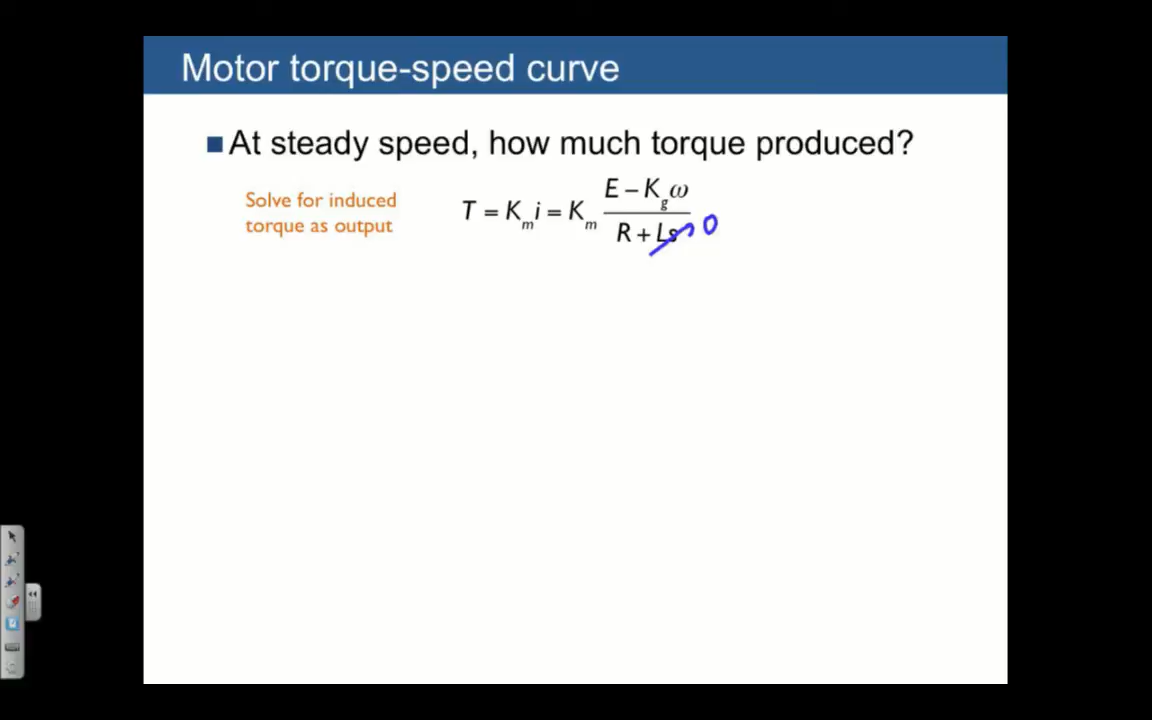 Motor torque-speed curve
At steady speed, how much torque produced?
Solve for induced
torque as output
T = K_m i = K_m (E − K_g ω) / (R + Ls) 0